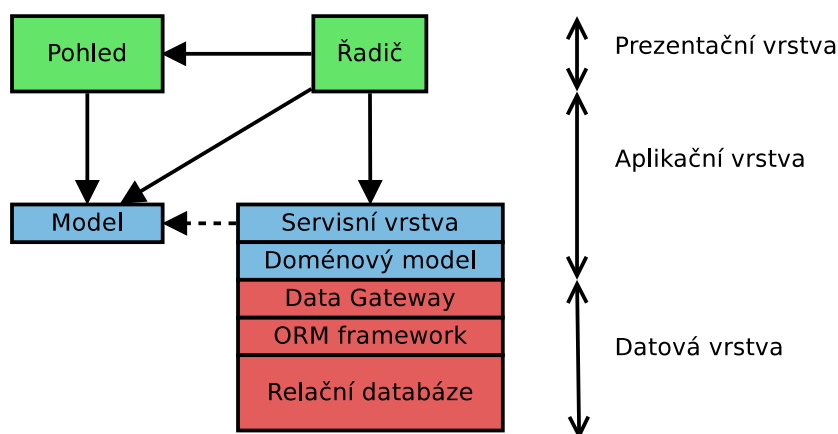 Pohled
Řadič
Prezentační vrstva
Aplikační vrstva
Model
Servisní vrstva
Doménový model
Data Gateway
ORM framework
Relační databáze
Datová vrstva